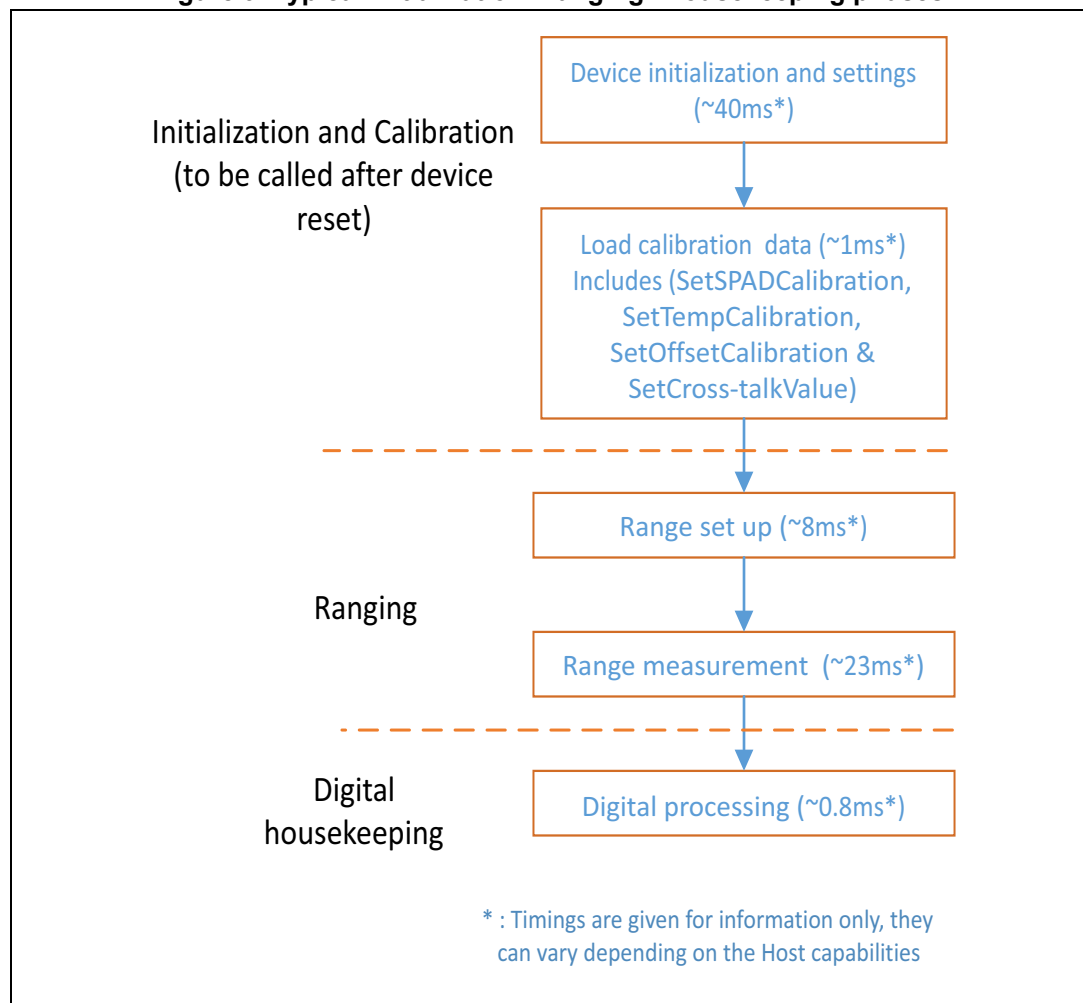 Device initialization and settings
(~40ms*)
Initialization and Calibration
(to be called after device
reset)
Load calibration data (~1ms*)
Includes (SetSPADCalibration,
SetTempCalibration,
SetOffsetCalibration &
SetCross-talkValue)
Range set up (~8ms*)
Ranging
Range measurement (~23ms*)
Digital
housekeeping
Digital processing (~0.8ms*)
* : Timings are given for information only, they
can vary depending on the Host capabilities